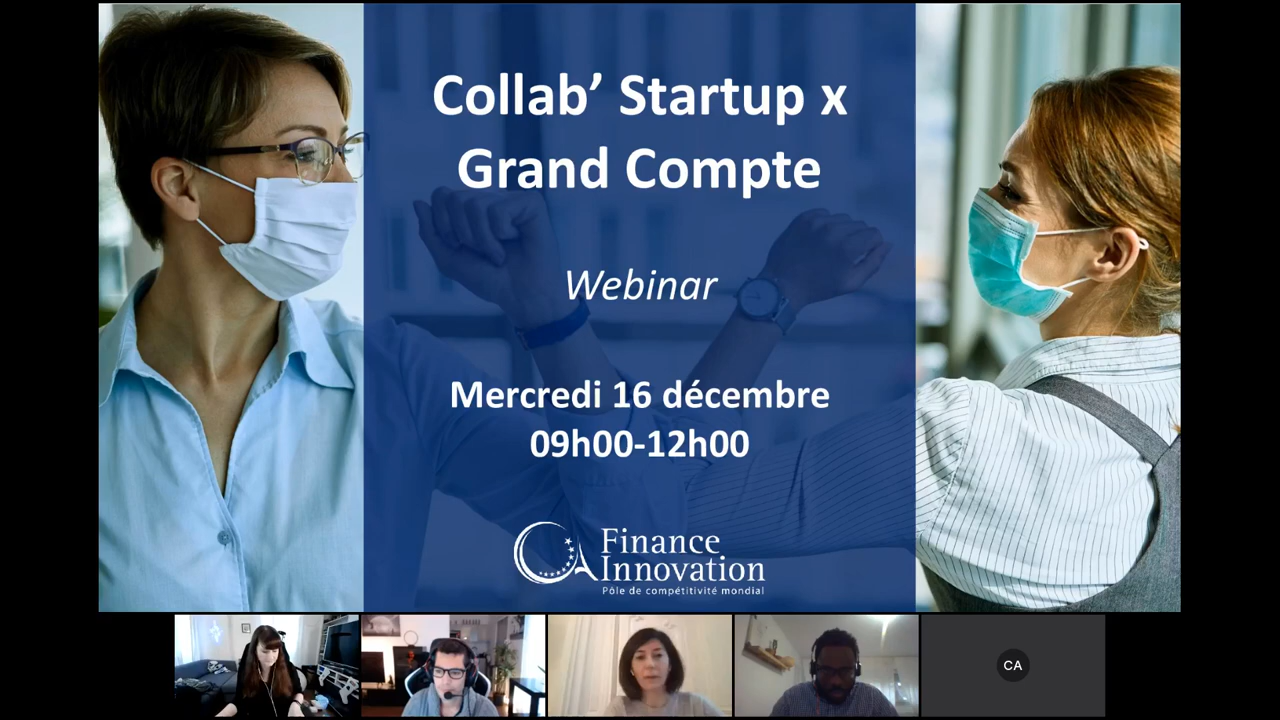 Collab’ Startup x
Grand Compte
Webinar
Mercredi 16 décembre
09h00-12h00
Finance
Innovation
Pôle de compétitivité mondial
CA